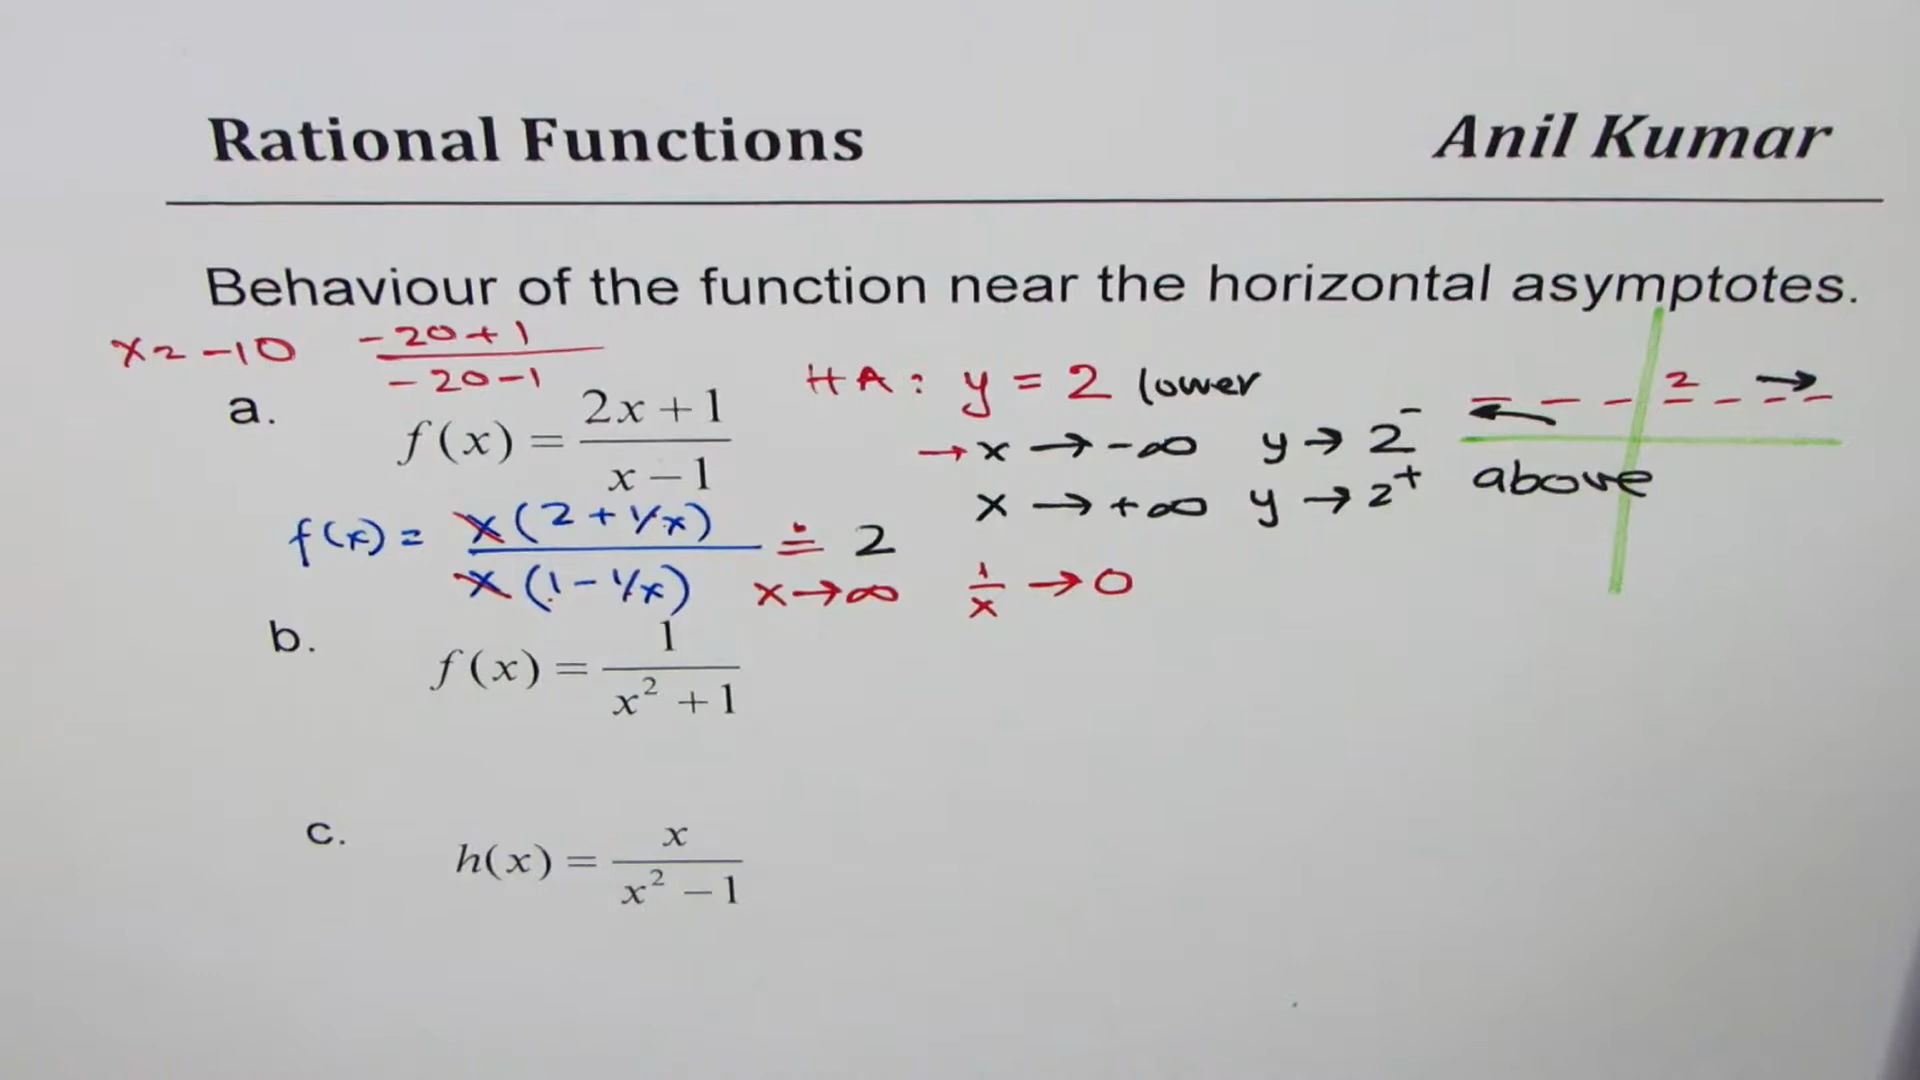 Rational Functions Anil Kumar
Behaviour of the function near the horizontal asymptotes.
x = -10 (-20+1)/(-20-1)
HA: y = 2 lower
2
a. f(x) = (2x+1)/(x-1)
→ x → -∞ y → 2⁻
x → +∞ y → 2⁺ above
f(x) = x(2+1/x)/x(1-1/x) ≐ 2
x → ∞ 1/x → 0
b. f(x) = 1/(x²+1)
c. h(x) = x/(x²-1)